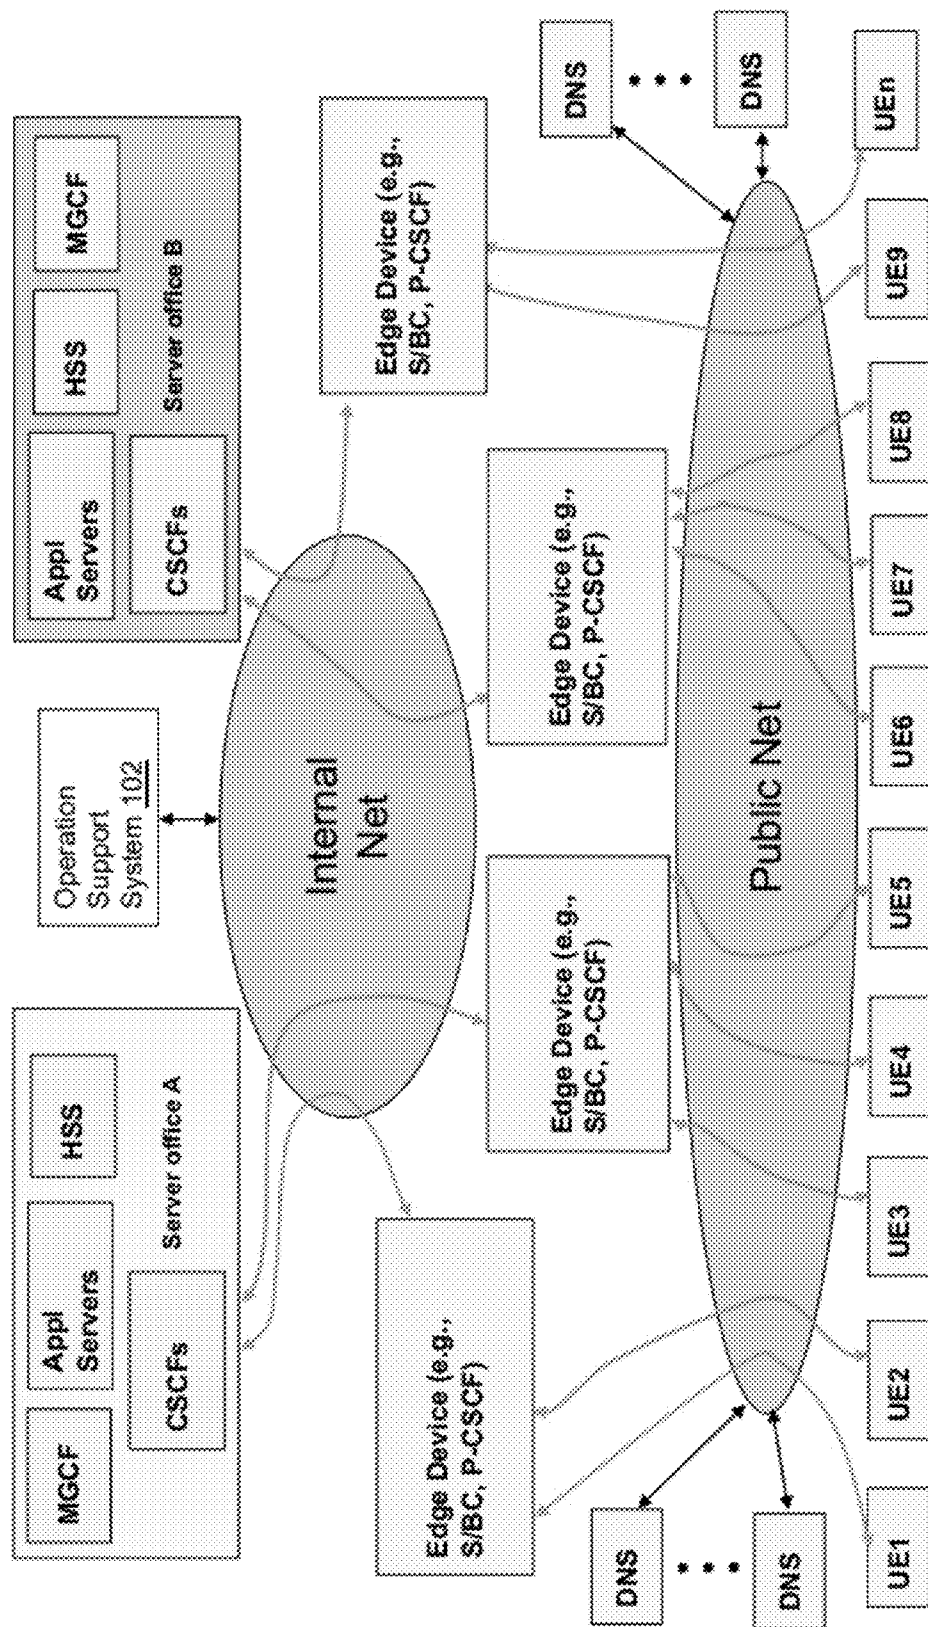 MGCF
Appl
Servers
HSS
CSCFs
Server office A
Operation
Support
System 102
Appl
Servers
HSS
MGCF
CSCFs
Server office B
Internal
Net
Edge Device (e.g.,
S/BC, P-CSCF)
Edge Device (e.g.,
S/BC, P-CSCF)
Edge Device (e.g.,
S/BC, P-CSCF)
Edge Device (e.g.,
S/BC, P-CSCF)
DNS
DNS
Public Net
DNS
DNS
UE1
UE2
UE3
UE4
UE5
UE6
UE7
UE8
UE9
UEn